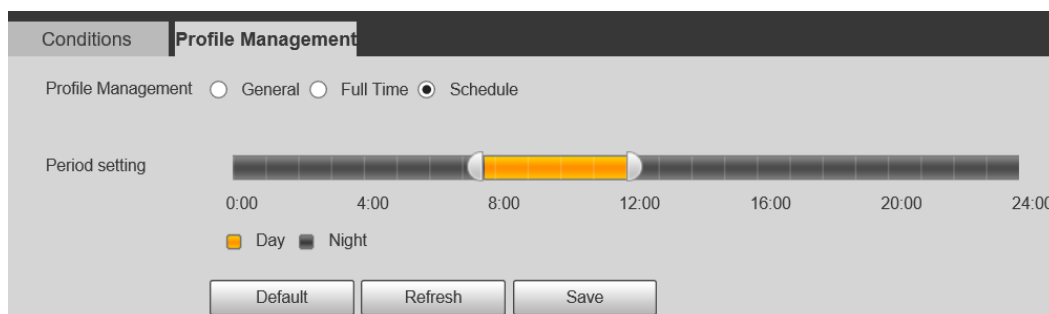 Conditions Profile Management
Profile Management General Full Time Schedule
Period setting
0:00 4:00 8:00 12:00 16:00 20:00 24:00
Day Night
Default Refresh Save